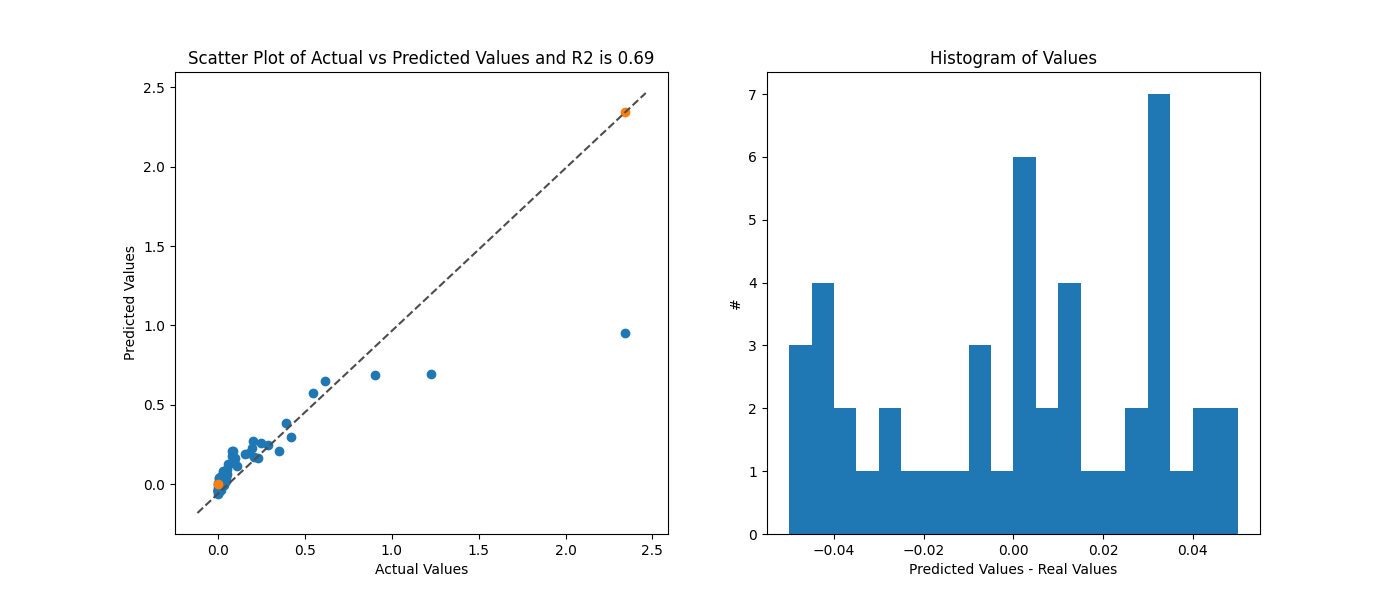 Scatter Plot of Actual vs Predicted Values and R2 is 0.69
2.5
2.0
1.5
1.0
0.5
0.0
Predicted Values
0.0 0.5 1.0 1.5 2.0 2.5
Actual Values
Histogram of Values
7
6
5
4
3
2
1
0
#
−0.04 −0.02 0.00 0.02 0.04
Predicted Values - Real Values